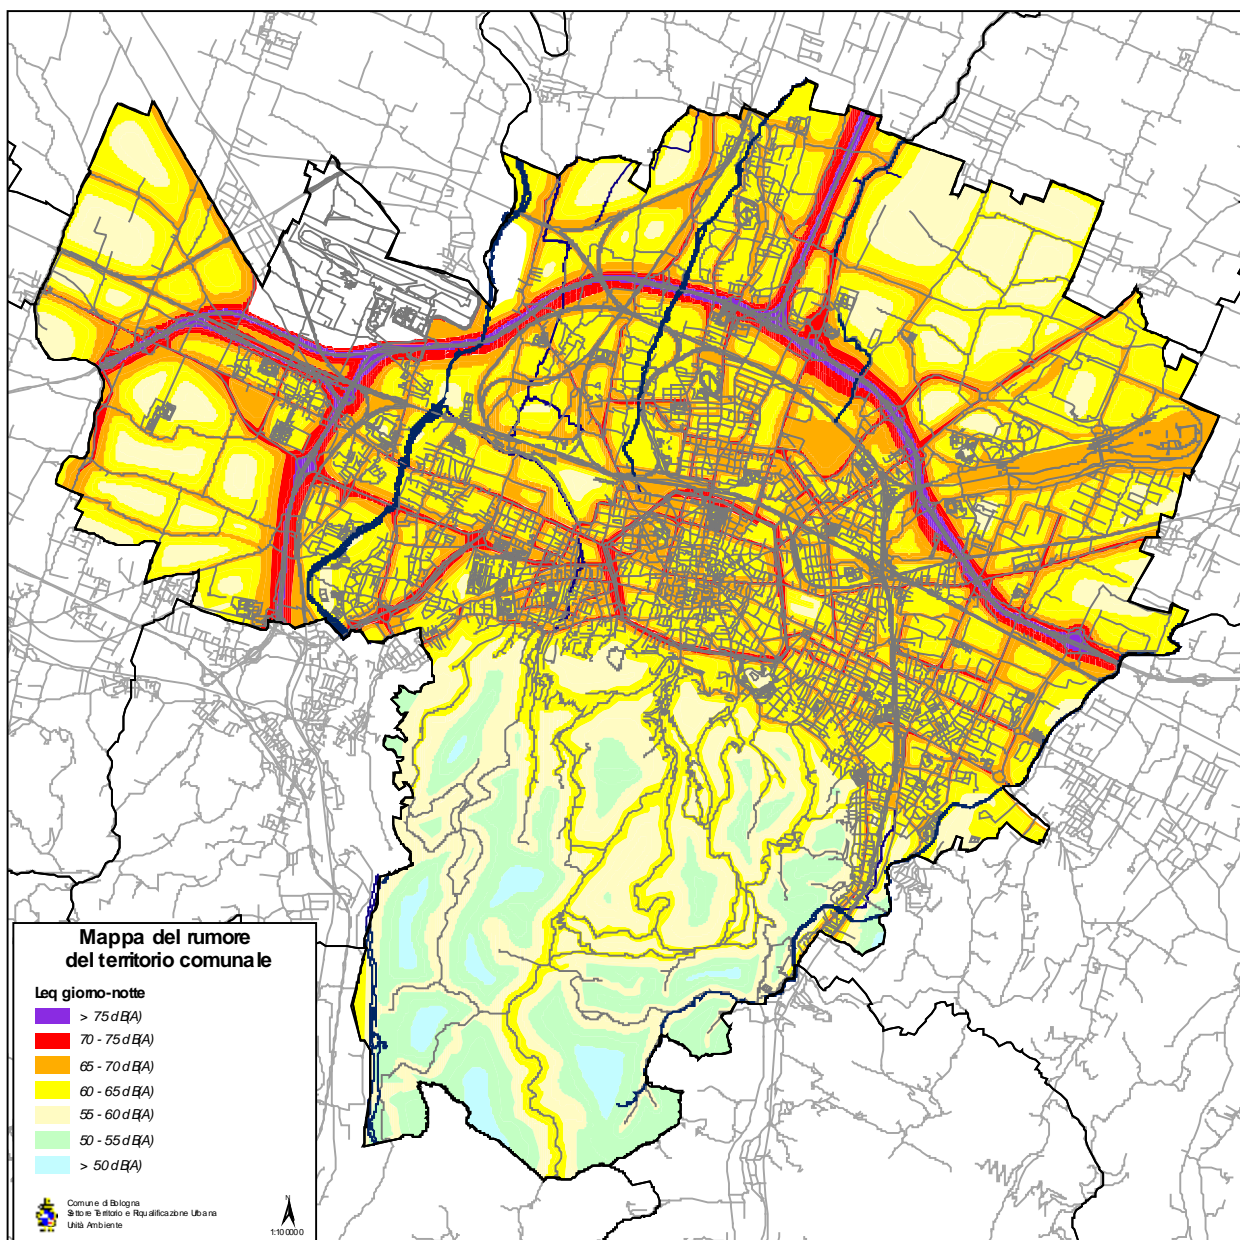 Mappa del rumore
del territorio comunale
Leq giorno-notte
> 75 dB(A)
70 - 75 dB(A)
65 - 70 dB(A)
60 - 65 dB(A)
55 - 60 dB(A)
50 - 55 dB(A)
> 50 dB(A)
Comune di Bologna
Settore Territorio e Riqualificazione Urbana
Unità Ambiente
N
1:100000